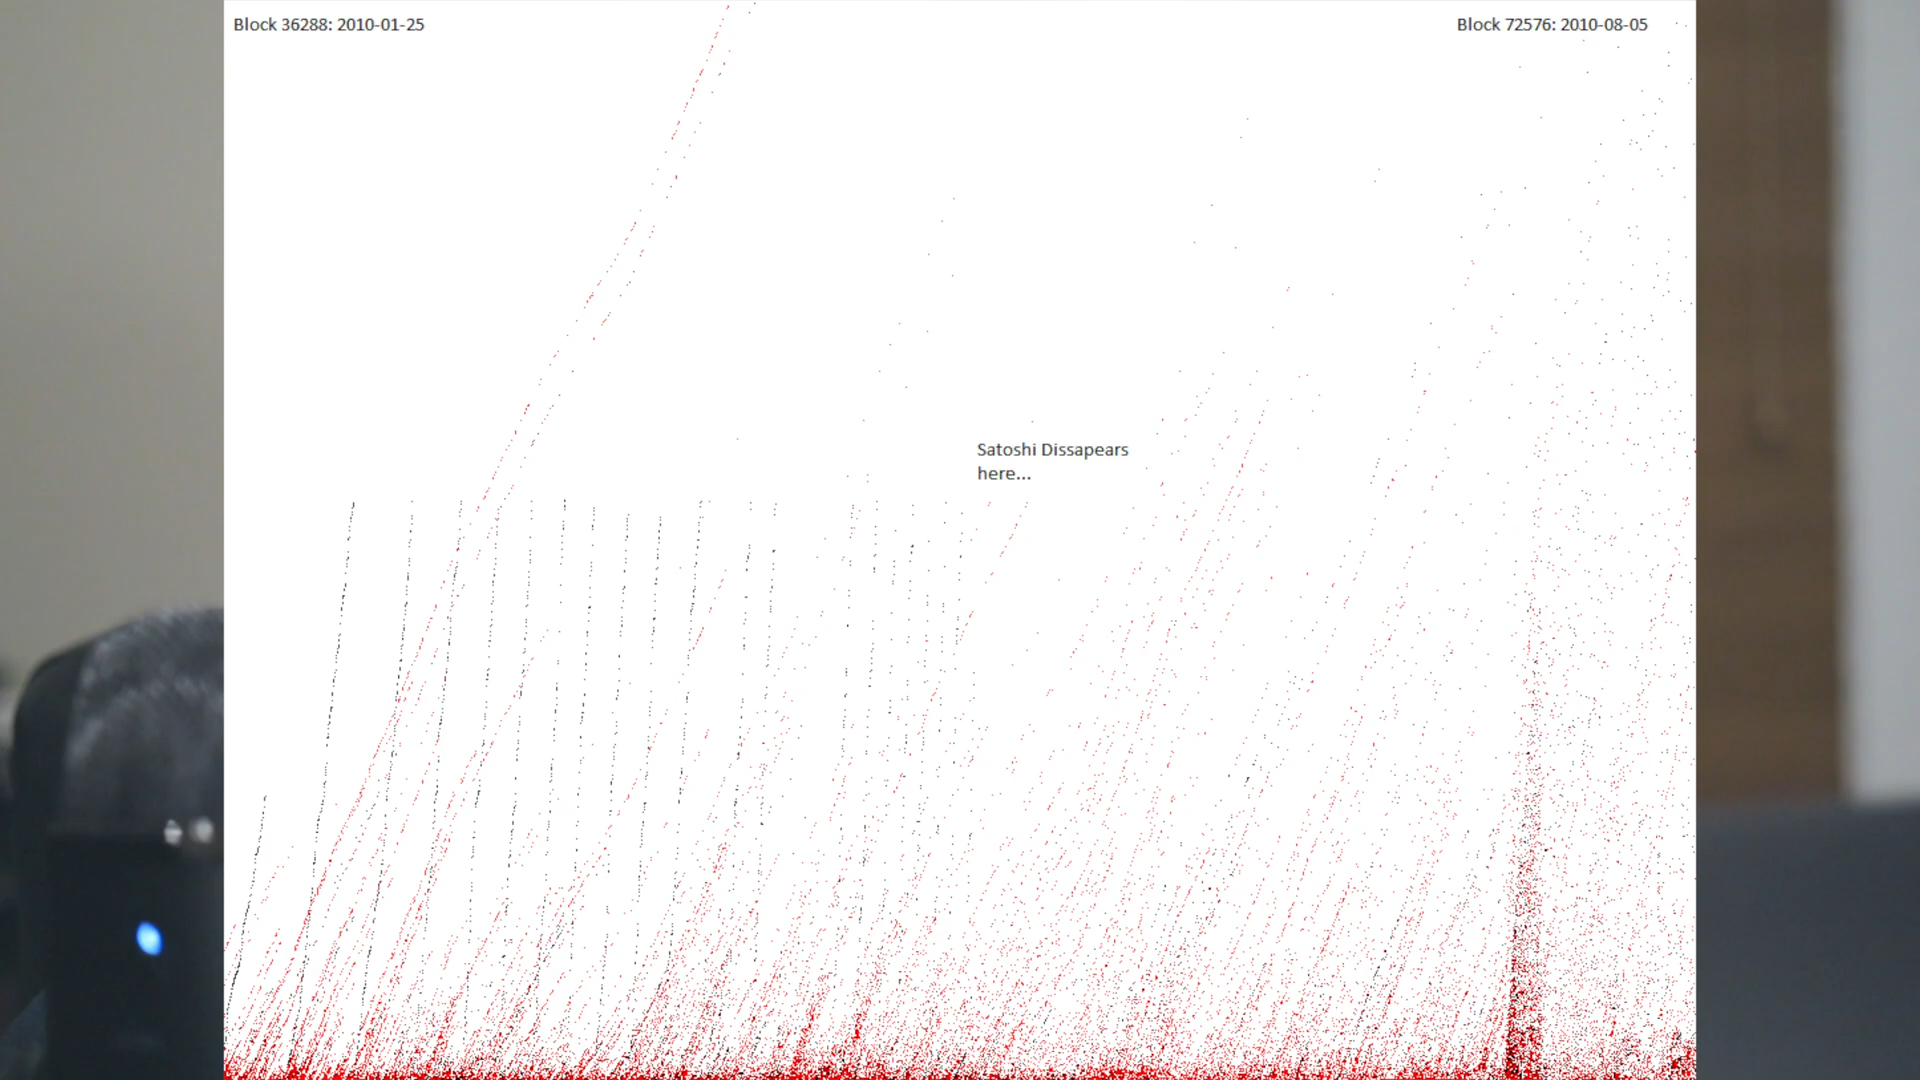 Block 36288: 2010-01-25
Block 72576: 2010-08-05
Satoshi Dissapears
here...